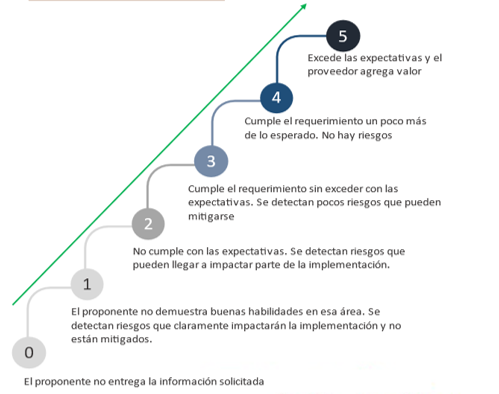 5
Excede las expectativas y el
proveedor agrega valor
4
Cumple el requerimiento un poco más
de lo esperado. No hay riesgos
3
Cumple el requerimiento sin exceder con las
expectativas. Se detectan pocos riesgos que pueden
mitigarse
2
No cumple con las expectativas. Se detectan riesgos que
pueden llegar a impactar parte de la implementación.
1
El proponente no demuestra buenas habilidades en esa área. Se
detectan riesgos que claramente impactarán la implementación y no
están mitigados.
0
El proponente no entrega la información solicitada